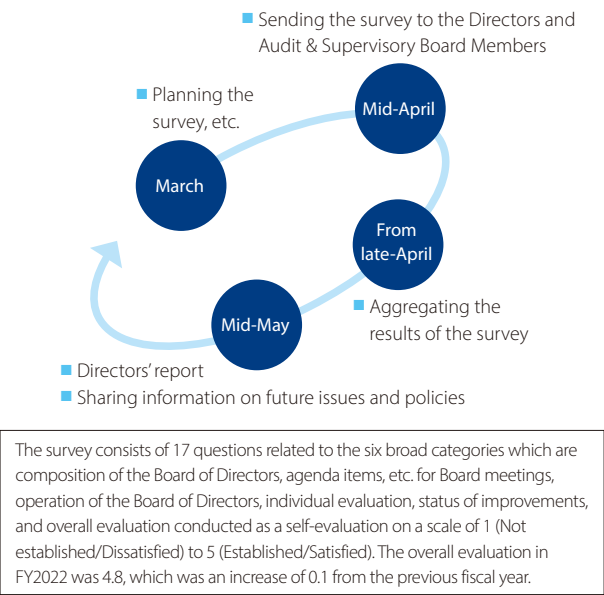 ■ Sending the survey to the Directors and
Audit & Supervisory Board Members
■ Planning the
survey, etc.
Mid-April
March
From
late-April
■ Aggregating the
results of the survey
Mid-May
■ Directors’ report
■ Sharing information on future issues and policies
The survey consists of 17 questions related to the six broad categories which are
composition of the Board of Directors, agenda items, etc. for Board meetings,
operation of the Board of Directors, individual evaluation, status of improvements,
and overall evaluation conducted as a self-evaluation on a scale of 1 (Not
established/Dissatisfied) to 5 (Established/Satisfied). The overall evaluation in
FY2022 was 4.8, which was an increase of 0.1 from the previous fiscal year.